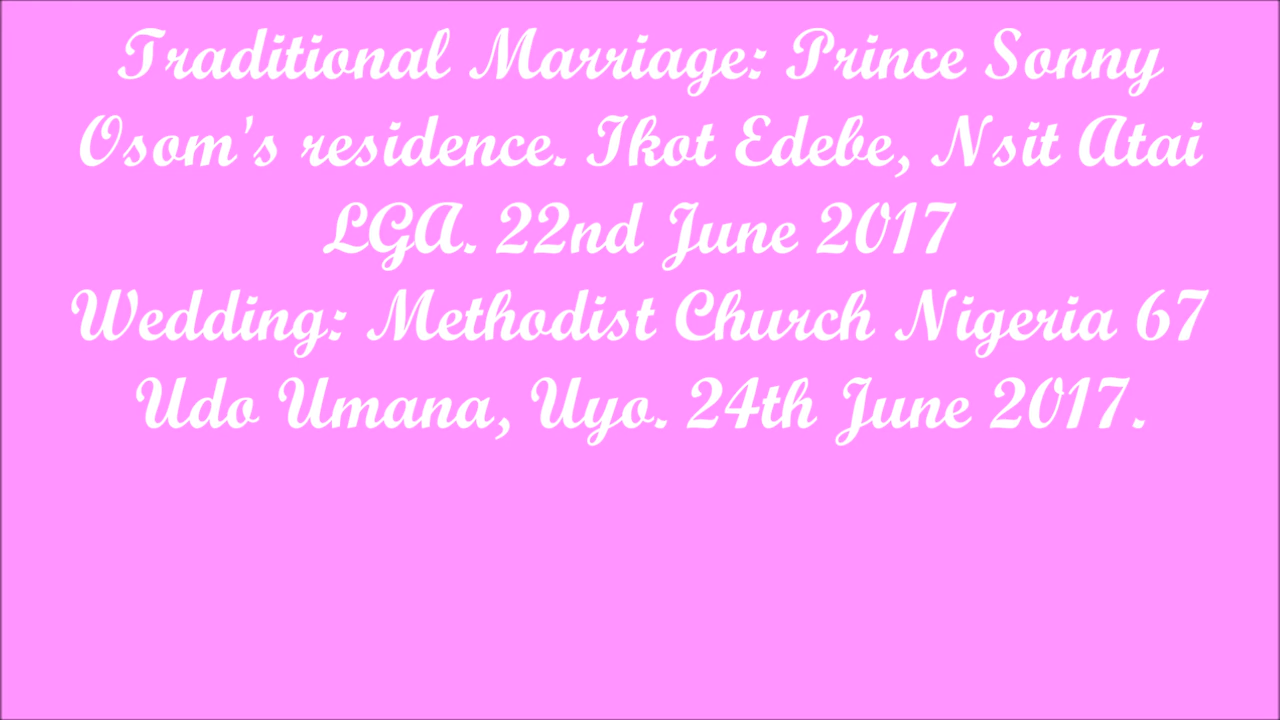 Traditional Marriage: Prince Sonny
Osom's residence. Ikot Edebe, Nsit Atai
LGA. 22nd June 2017
Wedding: Methodist Church Nigeria 67
Udo Umana, Uyo. 24th June 2017.